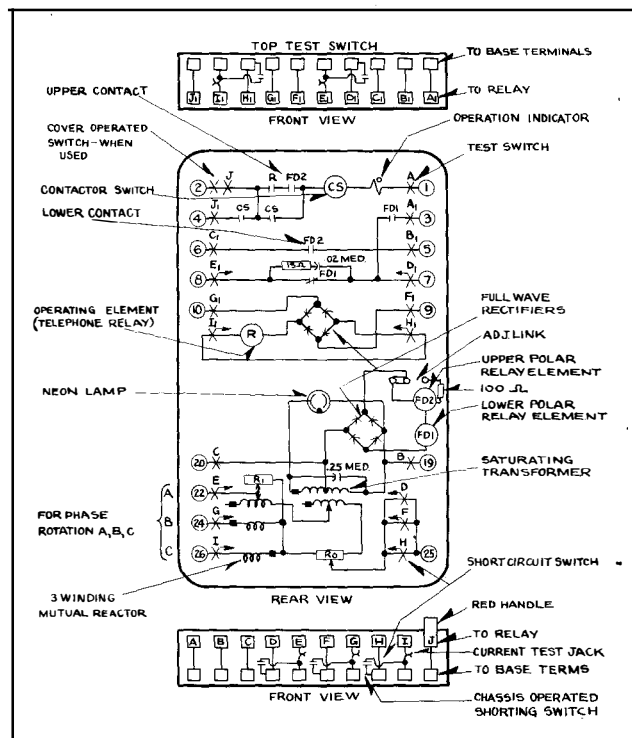 TOP TEST SWITCH
TO BASE TERMINALS
TO RELAY
J1 I1 H1 G1 F1 E1 D1 C1 B1 A1
FRONT VIEW
UPPER CONTACT
OPERATION INDICATOR
COVER OPERATED
SWITCH-WHEN
USED
TEST SWITCH
J R FD2 A
2 CS 1
CONTACTOR SWITCH
J1 CS CS FD1 A1
4 3
LOWER CONTACT
C1 FD2 B1
6 5
E1 15Ω .02 MED. D1
8 FD1 7
G1 F1
10 9
FULL WAVE
RECTIFIERS
OPERATING ELEMENT
(TELEPHONE RELAY)
I1 R H1
ADJ. LINK
UPPER POLAR
RELAY ELEMENT
100 Ω
FD2
NEON LAMP
LOWER POLAR
RELAY ELEMENT
FD1
C B
20 19
.25 MED.
SATURATING
TRANSFORMER
E R1 D
A 22
FOR PHASE
ROTATION A,B,C
G F
B 24
I R0 H
C 26 25
3 WINDING
MUTUAL REACTOR
SHORT CIRCUIT SWITCH
REAR VIEW
RED HANDLE
A B C D E F G H I J
TO RELAY
CURRENT TEST JACK
TO BASE TERMS
FRONT VIEW
CHASSIS OPERATED
SHORTING SWITCH